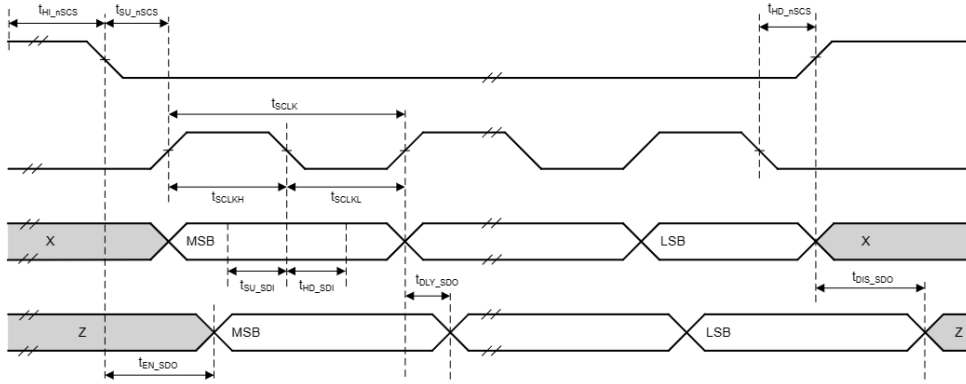 tHI_nSCS tSU_nSCS tHD_nSCS
tSCLK
tSCLKH tSCLKL
X MSB LSB X
tSU_SDI tHD_SDI
tDLY_SDO tDIS_SDO
Z MSB LSB Z
tEN_SDO